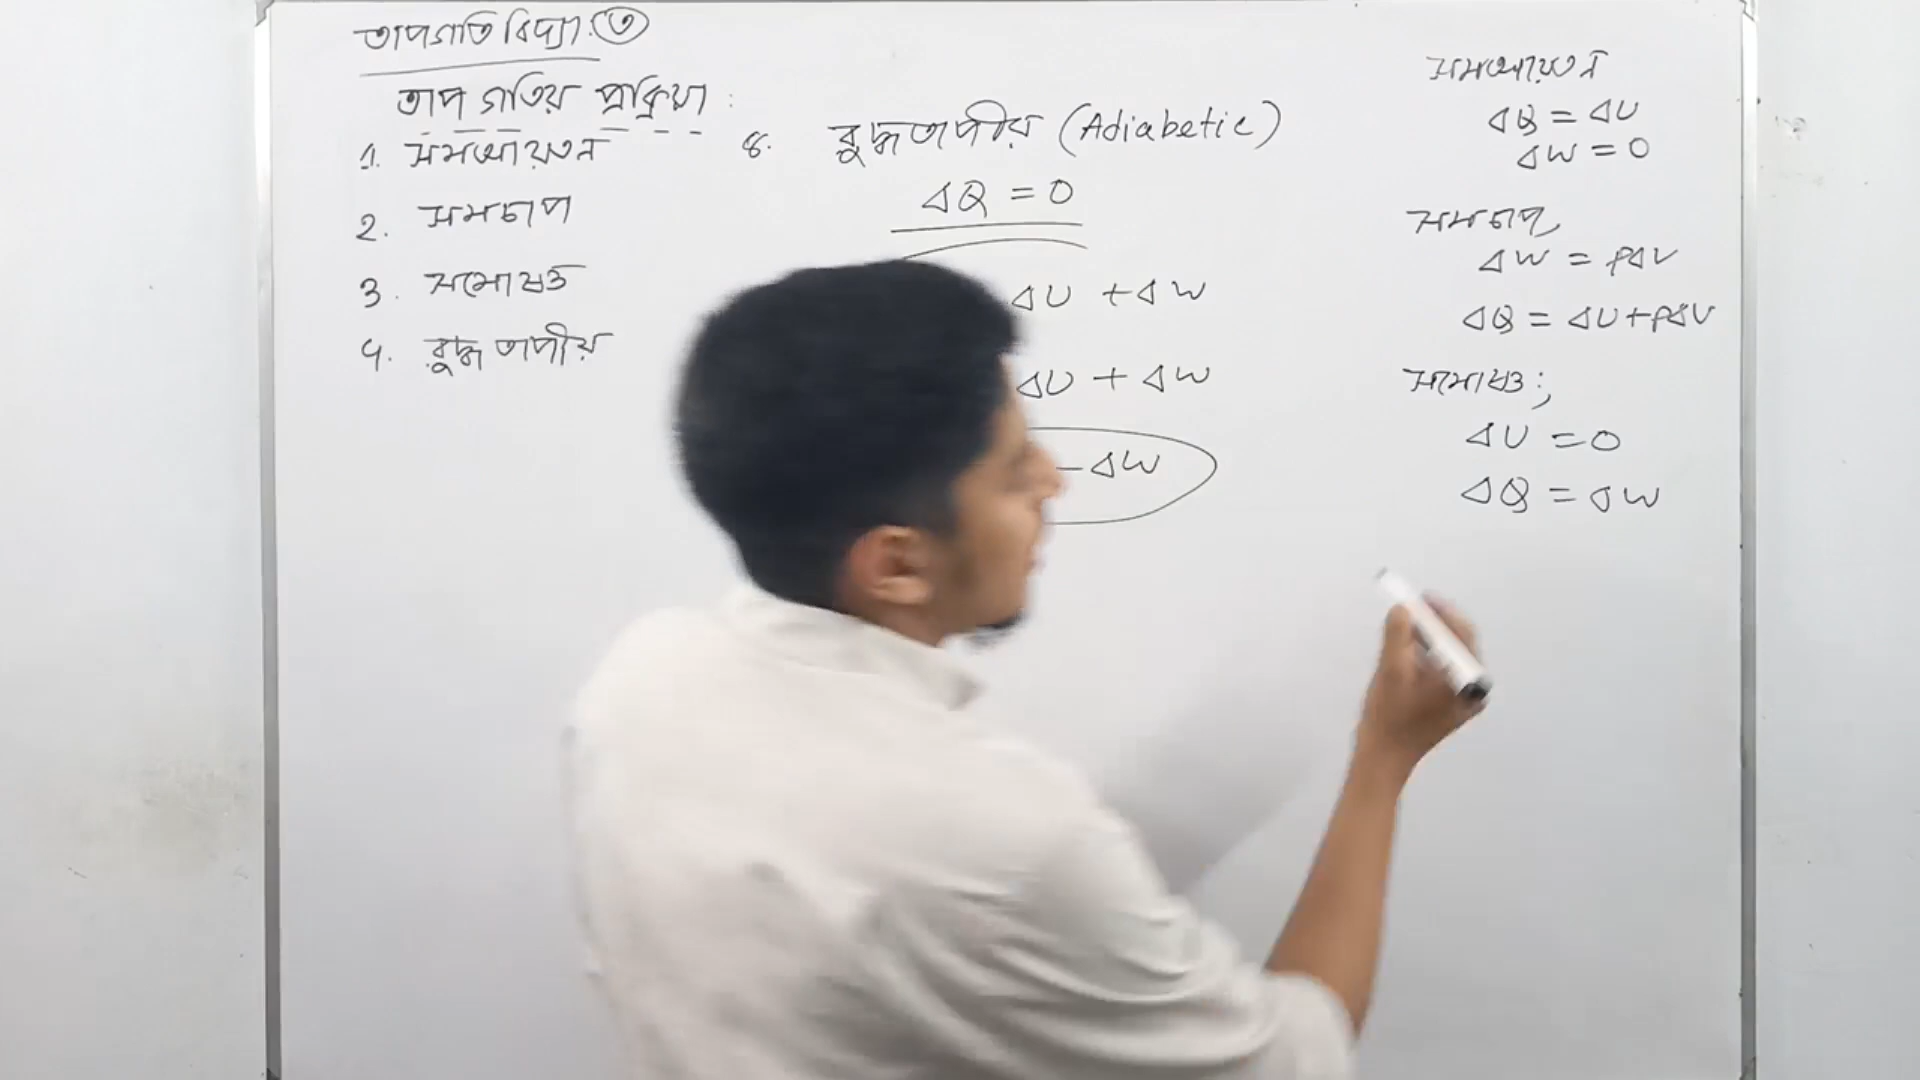 তাপগতি বিদ্যা: ৩
তাপ গতির প্রক্রিয়া :
1. সমআয়তন
2. সমচাপ
3. সমোষ্ণ
4. রুদ্ধ তাপীয়
৪. রুদ্ধতাপীয় (Adiabetic)
ΔQ = 0
ΔU + ΔW
ΔU + ΔW
-ΔW
সমআয়তন
ΔQ = ΔU
ΔW = 0
সমচাপ,
ΔW = PΔV
ΔQ = ΔU+PΔV
সমোষ্ণ;
ΔU = 0
ΔQ = ΔW